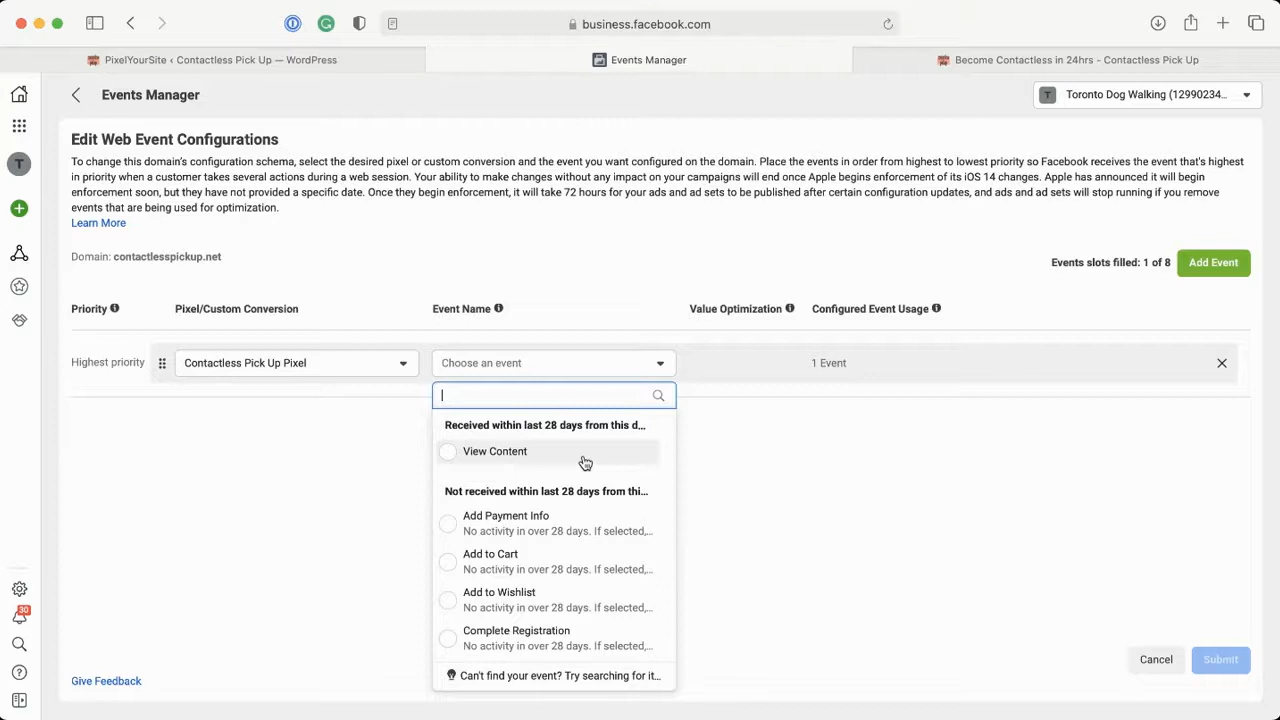 business.facebook.com
PixelYourSite ‹ Contactless Pick Up — WordPress
Events Manager
Become Contactless in 24hrs - Contactless Pick Up
Events Manager
T
Toronto Dog Walking (12990234...
T
Edit Web Event Configurations
To change this domain's configuration schema, select the desired pixel or custom conversion and the event you want configured on the domain. Place the events in order from highest to lowest priority so Facebook receives the event that's highest
in priority when a customer takes several actions during a web session. Your ability to make changes without any impact on your campaigns will end once Apple begins enforcement of its iOS 14 changes. Apple has announced it will begin
enforcement soon, but they have not provided a specific date. Once they begin enforcement, it will take 72 hours for your ads and ad sets to be published after certain configuration updates, and ads and ad sets will stop running if you remove
events that are being used for optimization.
Learn More
Domain: contactlesspickup.net
Events slots filled: 1 of 8
Add Event
Priority
Pixel/Custom Conversion
Event Name
Value Optimization
Configured Event Usage
Highest priority
Contactless Pick Up Pixel
Choose an event
1 Event
Received within last 28 days from this d...
View Content
Not received within last 28 days from thi...
Add Payment Info
No activity in over 28 days. If selected,...
Add to Cart
No activity in over 28 days. If selected,...
Add to Wishlist
No activity in over 28 days. If selected,...
Complete Registration
No activity in over 28 days. If selected,...
Can't find your event? Try searching for it...
30
Cancel
Submit
Give Feedback